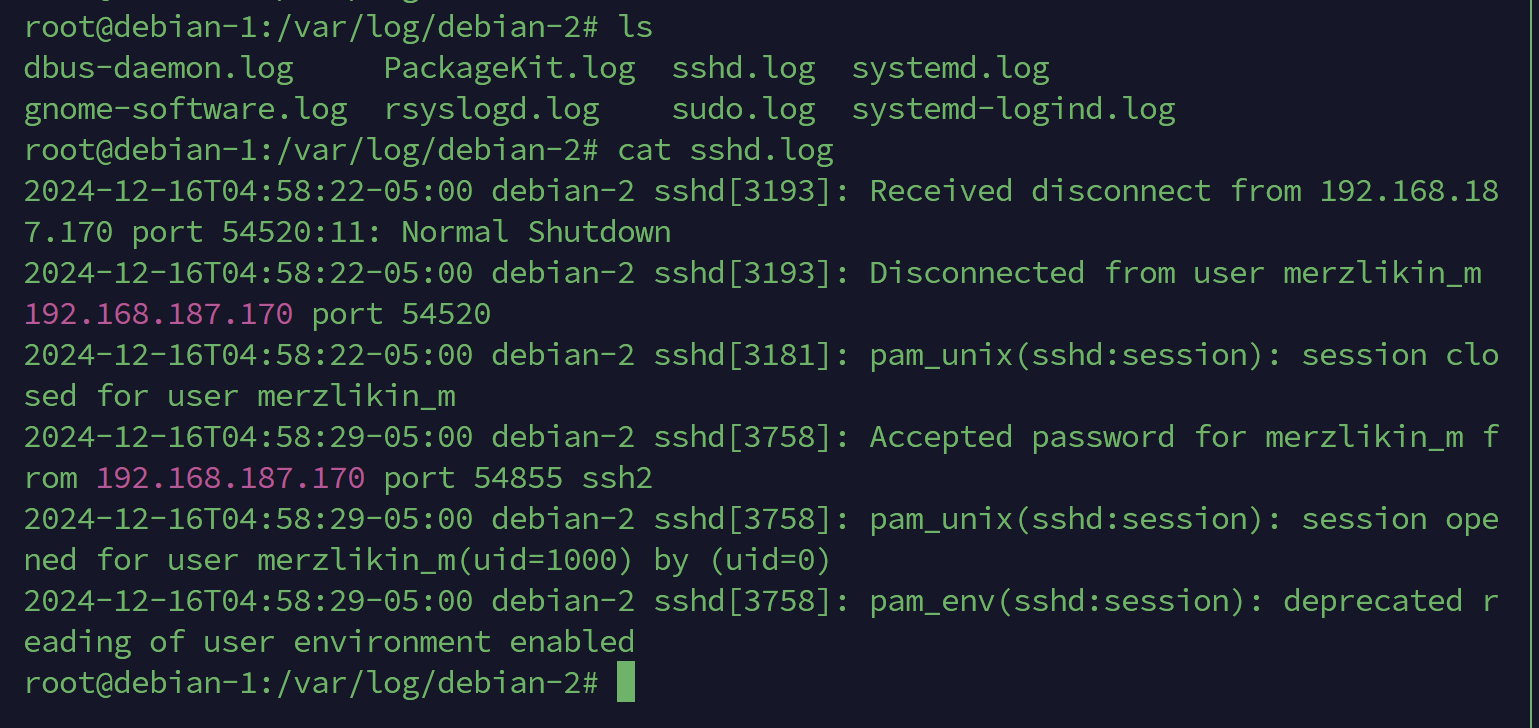 root@debian-1:/var/log/debian-2# ls
dbus-daemon.log     PackageKit.log  sshd.log  systemd.log
gnome-software.log  rsyslogd.log    sudo.log  systemd-logind.log
root@debian-1:/var/log/debian-2# cat sshd.log
2024-12-16T04:58:22-05:00 debian-2 sshd[3193]: Received disconnect from 192.168.18
7.170 port 54520:11: Normal Shutdown
2024-12-16T04:58:22-05:00 debian-2 sshd[3193]: Disconnected from user merzlikin_m
192.168.187.170 port 54520
2024-12-16T04:58:22-05:00 debian-2 sshd[3181]: pam_unix(sshd:session): session clo
sed for user merzlikin_m
2024-12-16T04:58:29-05:00 debian-2 sshd[3758]: Accepted password for merzlikin_m f
rom 192.168.187.170 port 54855 ssh2
2024-12-16T04:58:29-05:00 debian-2 sshd[3758]: pam_unix(sshd:session): session ope
ned for user merzlikin_m(uid=1000) by (uid=0)
2024-12-16T04:58:29-05:00 debian-2 sshd[3758]: pam_env(sshd:session): deprecated r
eading of user environment enabled
root@debian-1:/var/log/debian-2#